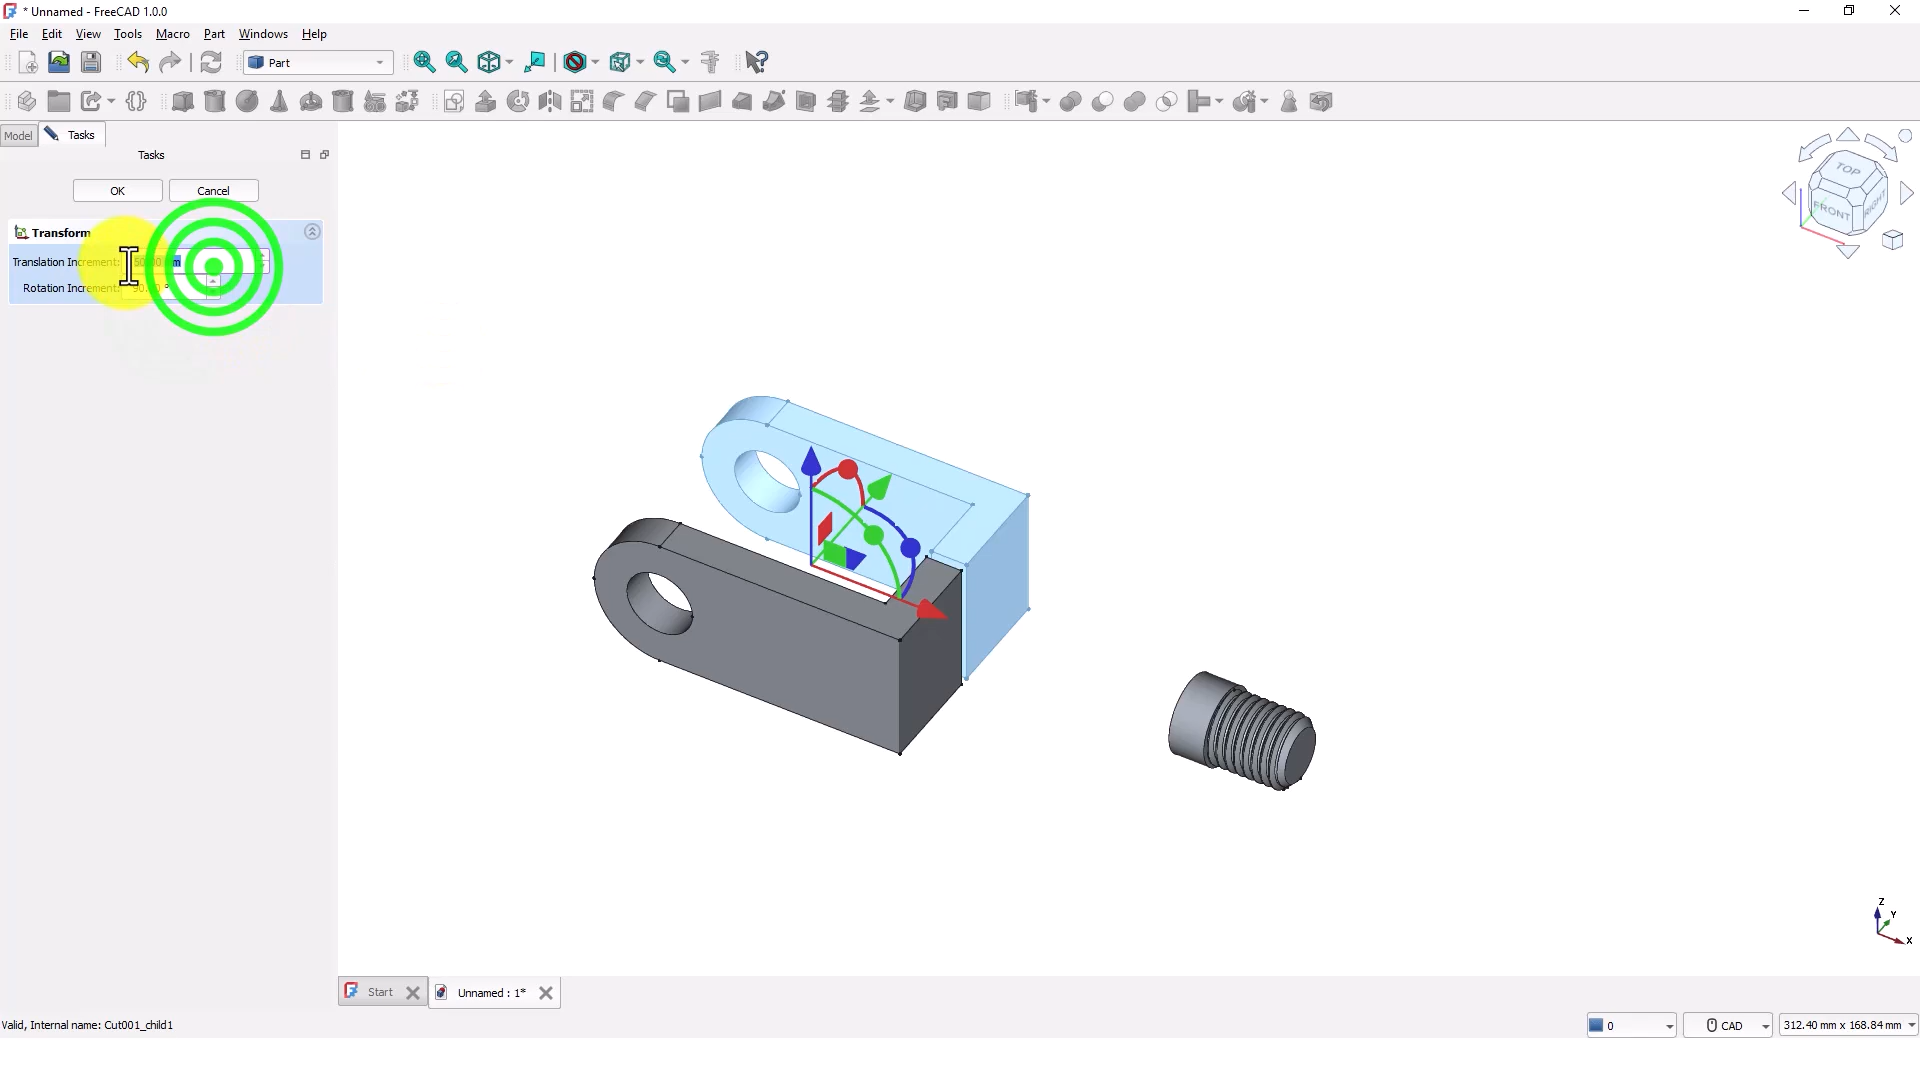 * Unnamed - FreeCAD 1.0.0
File Edit View Tools Macro Part Windows Help
Part
Model Tasks
Tasks
OK Cancel
Transform
Translation Increment:
Rotation Increment:
TOP
FRONT
RIGHT
Z
Y
X
Start Unnamed : 1*
Valid, Internal name: Cut001_child1
0 CAD 312.40 mm x 168.84 mm